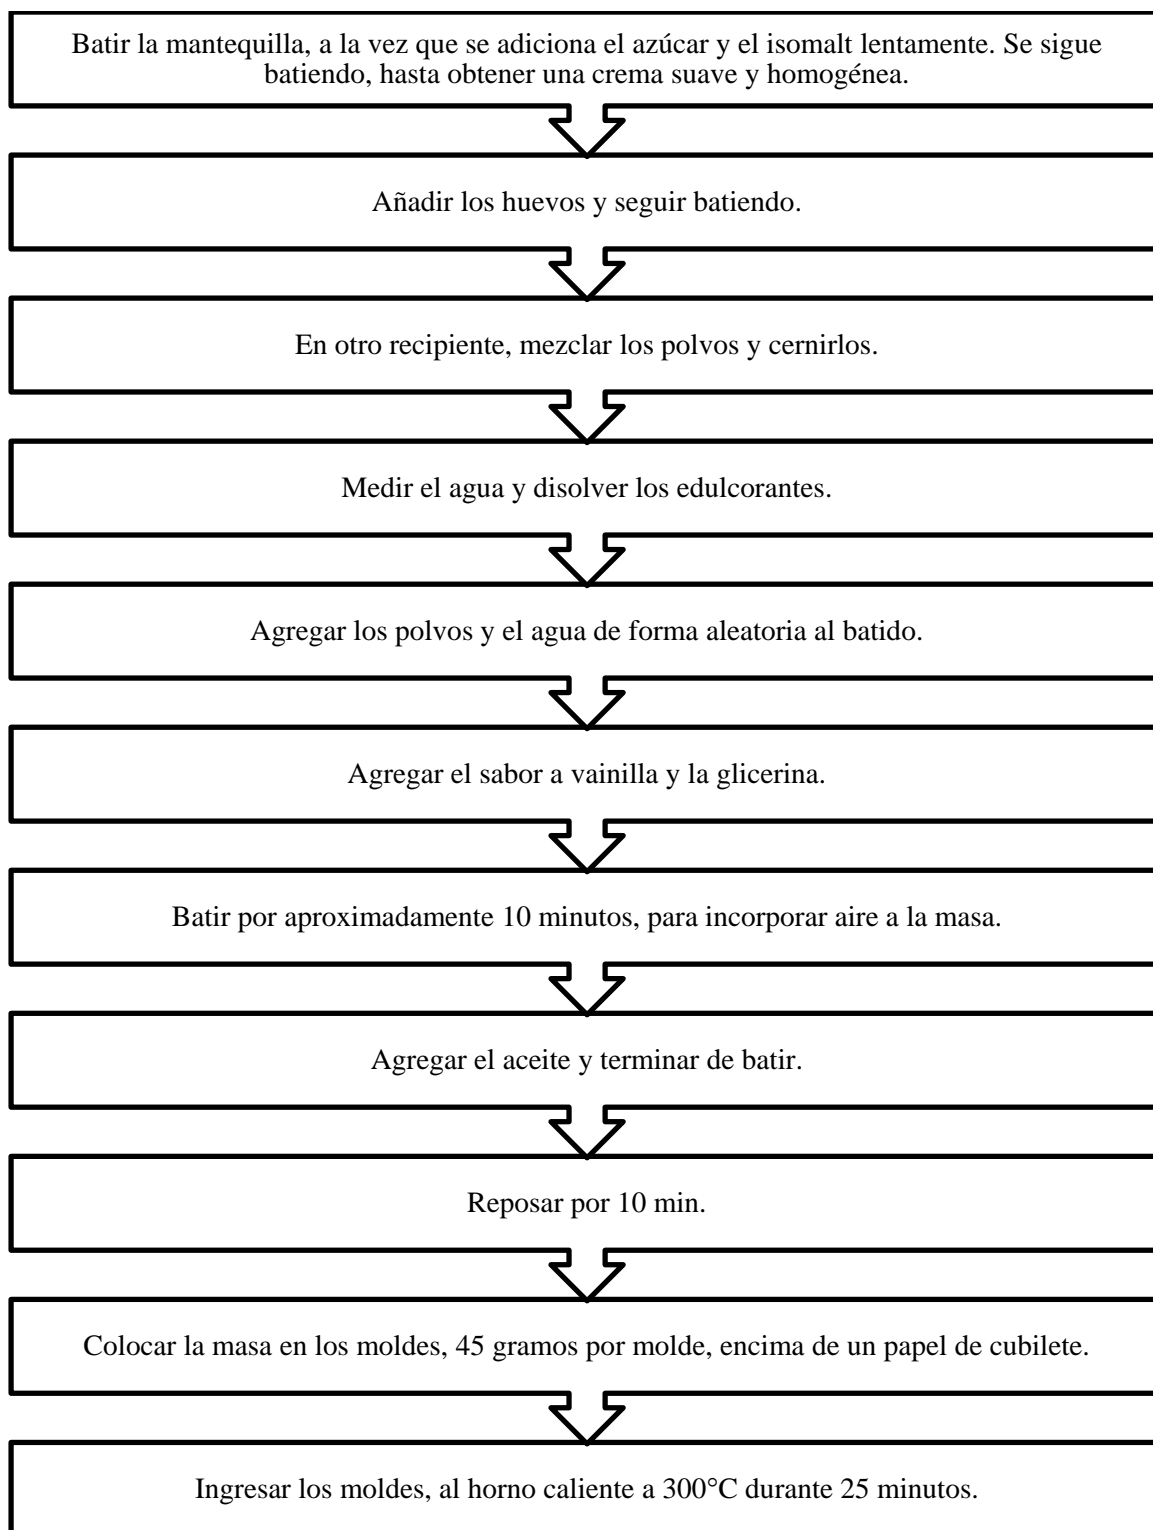 Batir la mantequilla, a la vez que se adiciona el azúcar y el isomalt lentamente. Se sigue
batiendo, hasta obtener una crema suave y homogénea.
Añadir los huevos y seguir batiendo.
En otro recipiente, mezclar los polvos y cernirlos.
Medir el agua y disolver los edulcorantes.
Agregar los polvos y el agua de forma aleatoria al batido.
Agregar el sabor a vainilla y la glicerina.
Batir por aproximadamente 10 minutos, para incorporar aire a la masa.
Agregar el aceite y terminar de batir.
Reposar por 10 min.
Colocar la masa en los moldes, 45 gramos por molde, encima de un papel de cubilete.
Ingresar los moldes, al horno caliente a 300°C durante 25 minutos.